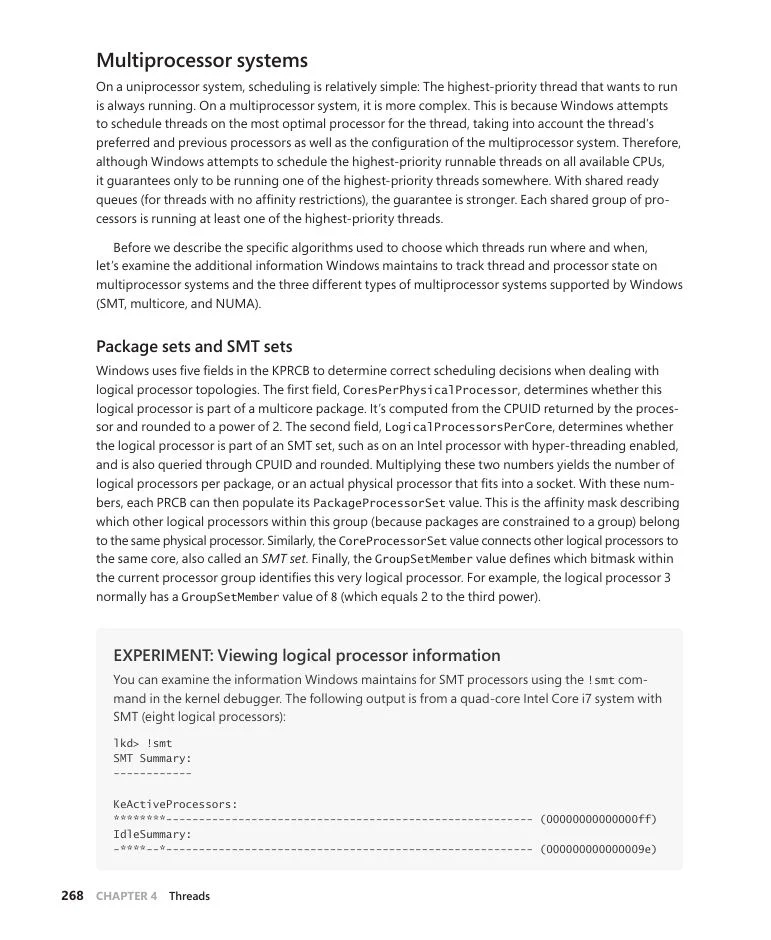 Multiprocessor systems
On a uniprocessor system, scheduling is relatively simple: The highest-priority thread that wants to run
is always running. On a multiprocessor system, it is more complex. This is because Windows attempts
to schedule threads on the most optimal processor for the thread, taking into account the thread’s
preferred and previous processors as well as the configuration of the multiprocessor system. Therefore,
although Windows attempts to schedule the highest-priority runnable threads on all available CPUs,
it guarantees only to be running one of the highest-priority threads somewhere. With shared ready
queues (for threads with no affinity restrictions), the guarantee is stronger. Each shared group of pro-
cessors is running at least one of the highest-priority threads.
Before we describe the specific algorithms used to choose which threads run where and when,
let’s examine the additional information Windows maintains to track thread and processor state on
multiprocessor systems and the three different types of multiprocessor systems supported by Windows
(SMT, multicore, and NUMA).
Package sets and SMT sets
Windows uses five fields in the KPRCB to determine correct scheduling decisions when dealing with
logical processor topologies. The first field, CoresPerPhysicalProcessor, determines whether this
logical processor is part of a multicore package. It’s computed from the CPUID returned by the proces-
sor and rounded to a power of 2. The second field, LogicalProcessorsPerCore, determines whether
the logical processor is part of an SMT set, such as on an Intel processor with hyper-threading enabled,
and is also queried through CPUID and rounded. Multiplying these two numbers yields the number of
logical processors per package, or an actual physical processor that fits into a socket. With these num-
bers, each PRCB can then populate its PackageProcessorSet value. This is the affinity mask describing
which other logical processors within this group (because packages are constrained to a group) belong
to the same physical processor. Similarly, the CoreProcessorSet value connects other logical processors to
the same core, also called an SMT set. Finally, the GroupSetMember value defines which bitmask within
the current processor group identifies this very logical processor. For example, the logical processor 3
normally has a GroupSetMember value of 8 (which equals 2 to the third power).
EXPERIMENT: Viewing logical processor information
You can examine the information Windows maintains for SMT processors using the !smt com-
mand in the kernel debugger. The following output is from a quad-core Intel Core i7 system with
SMT (eight logical processors):
lkd> !smt
SMT Summary:
------------
KeActiveProcessors:
********-------------------------------------------------------- (00000000000000ff)
IdleSummary:
-****--*-------------------------------------------------------- (000000000000009e)
268 CHAPTER 4 Threads